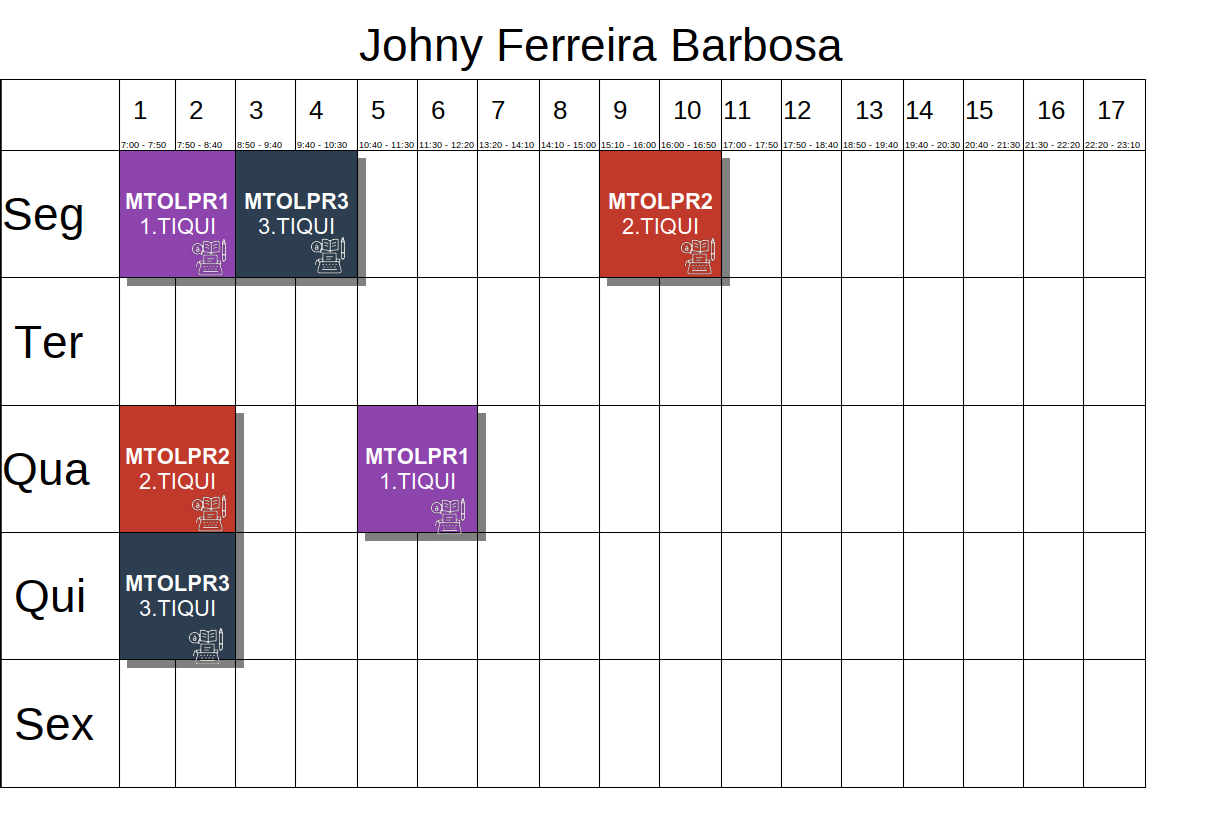 Johny Ferreira Barbosa
1 2 3 4 5 6 7 8 9 10 11 12 13 14 15 16 17
7:00 - 7:50 7:50 - 8:40 8:50 - 9:40 9:40 - 10:30 10:40 - 11:30 11:30 - 12:20 13:20 - 14:10 14:10 - 15:00 15:10 - 16:00 16:00 - 16:50 17:00 - 17:50 17:50 - 18:40 18:50 - 19:40 19:40 - 20:30 20:40 - 21:30 21:30 - 22:20 22:20 - 23:10
Seg
MTOLPR1 MTOLPR3 MTOLPR2
1.TIQUI 3.TIQUI 2.TIQUI
Ter
Qua
MTOLPR2 MTOLPR1
2.TIQUI 1.TIQUI
Qui
MTOLPR3
3.TIQUI
Sex